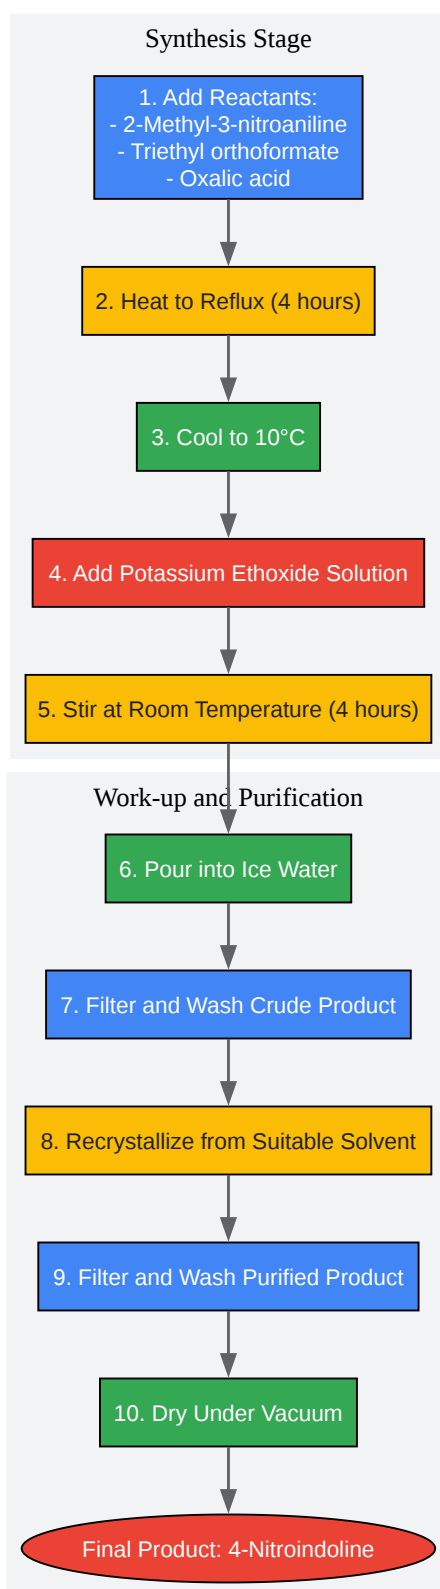 Synthesis Stage
1. Add Reactants:
- 2-Methyl-3-nitroaniline
- Triethyl orthoformate
- Oxalic acid
2. Heat to Reflux (4 hours)
3. Cool to 10°C
4. Add Potassium Ethoxide Solution
5. Stir at Room Temperature (4 hours)
Work-up and Purification
6. Pour into Ice Water
7. Filter and Wash Crude Product
8. Recrystallize from Suitable Solvent
9. Filter and Wash Purified Product
10. Dry Under Vacuum
Final Product: 4-Nitroindoline